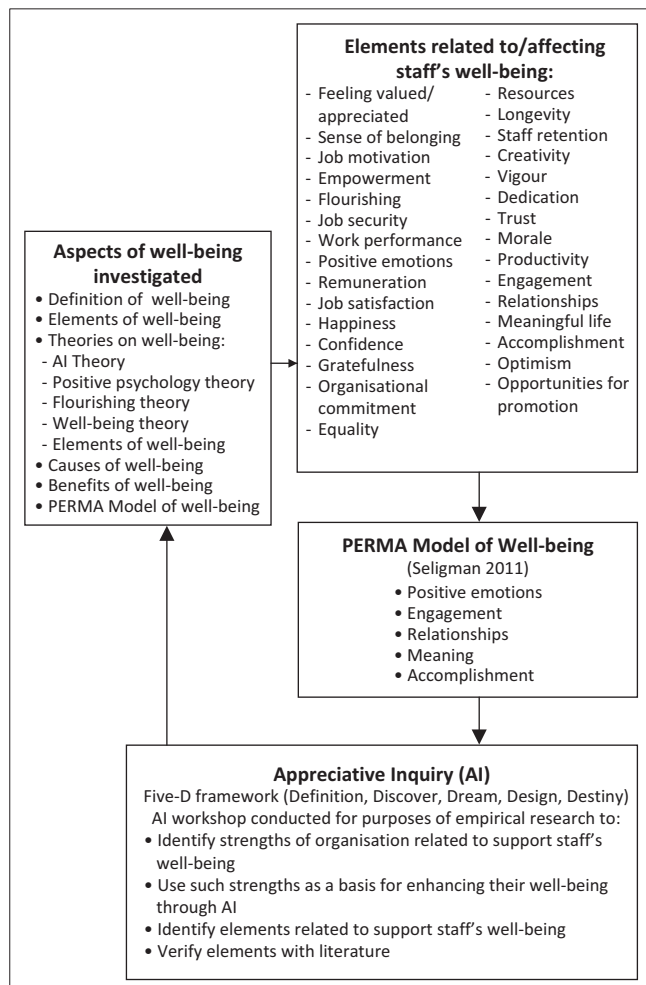 Elements related to/affecting
staff's well-being:
- Feeling valued/
appreciated
- Sense of belonging
- Job motivation
- Empowerment
- Flourishing
- Job security
- Work performance
- Positive emotions
- Remuneration
- Job satisfaction
- Happiness
- Confidence
- Gratefulness
- Organisational
commitment
- Equality
- Resources
- Longevity
- Staff retention
- Creativity
- Vigour
- Dedication
- Trust
- Morale
- Productivity
- Engagement
- Relationships
- Meaningful life
- Accomplishment
- Optimism
- Opportunities for
promotion
Aspects of well-being
investigated
• Definition of well-being
• Elements of well-being
• Theories on well-being:
- AI Theory
- Positive psychology theory
- Flourishing theory
- Well-being theory
- Elements of well-being
• Causes of well-being
• Benefits of well-being
• PERMA Model of well-being
PERMA Model of Well-being
(Seligman 2011)
• Positive emotions
• Engagement
• Relationships
• Meaning
• Accomplishment
Appreciative Inquiry (AI)
Five-D framework (Definition, Discover, Dream, Design, Destiny)
AI workshop conducted for purposes of empirical research to:
• Identify strengths of organisation related to support staff's
well-being
• Use such strengths as a basis for enhancing their well-being
through AI
• Identify elements related to support staff's well-being
• Verify elements with literature